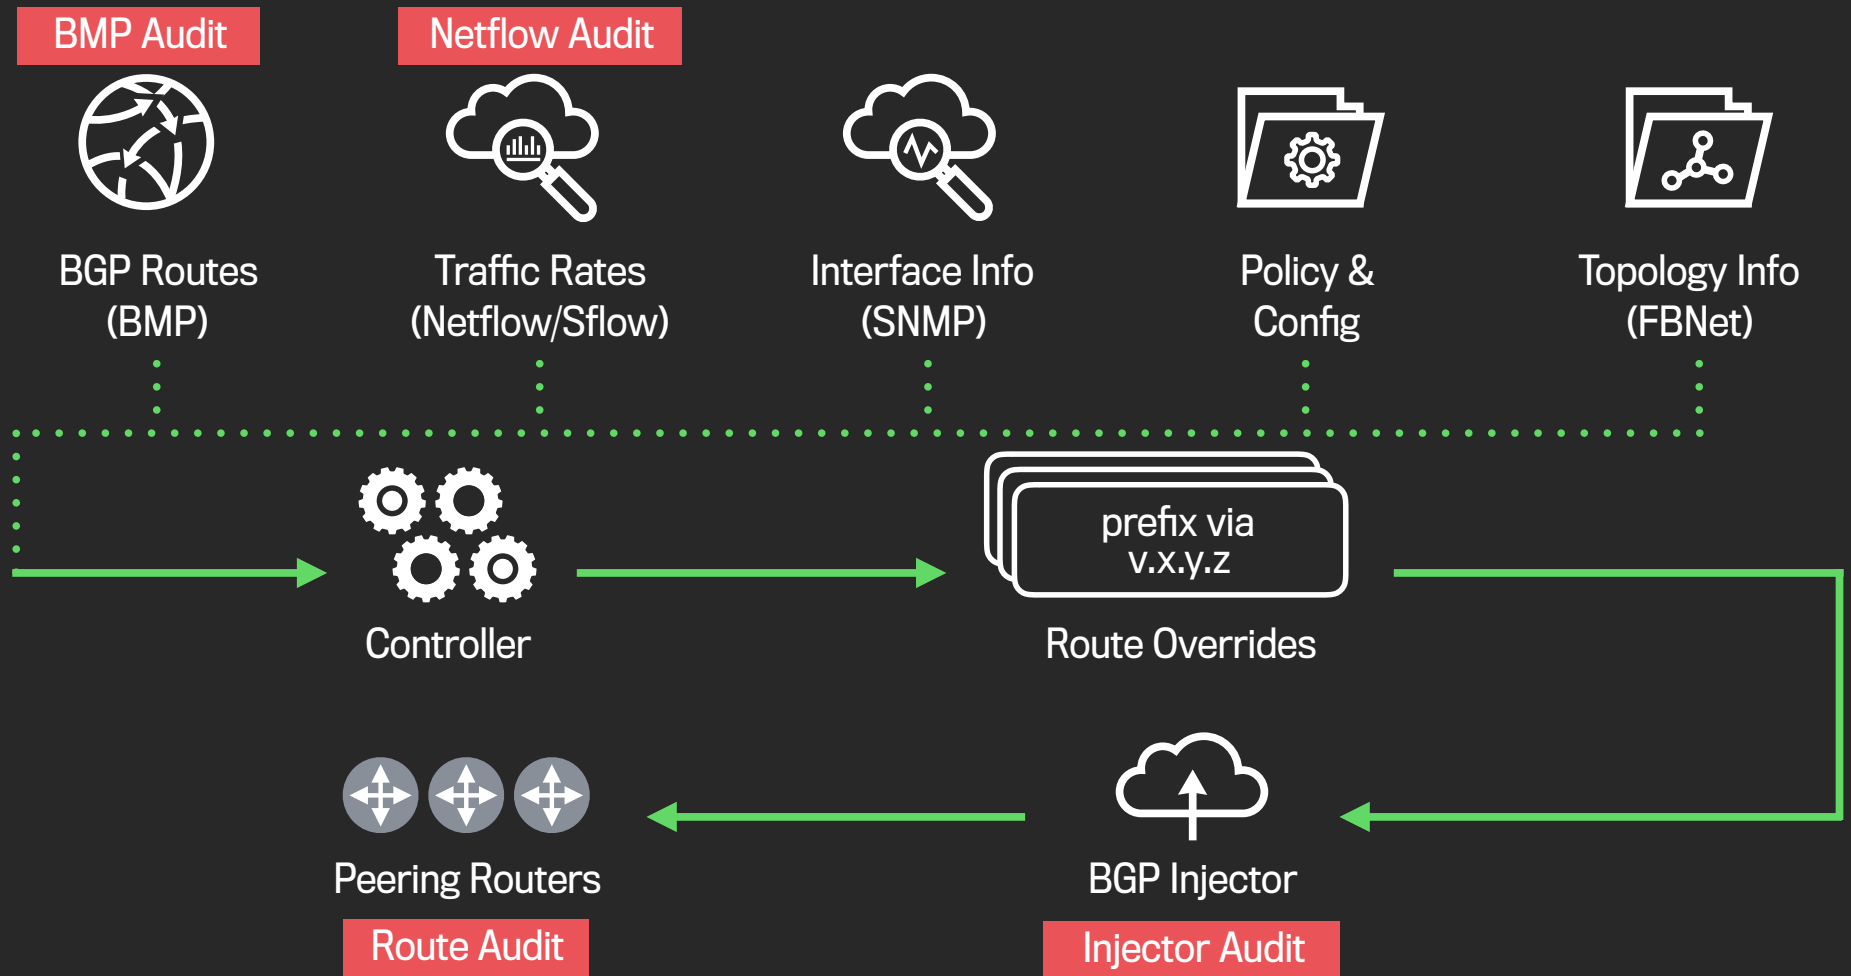 BMP Audit
Netflow Audit
BGP Routes
(BMP)
Traffic Rates
(Netflow/Sflow)
Interface Info
(SNMP)
Policy &
Config
Topology Info
(FBNet)
prefix via
v.x.y.z
Controller
Route Overrides
Peering Routers
BGP Injector
Route Audit
Injector Audit